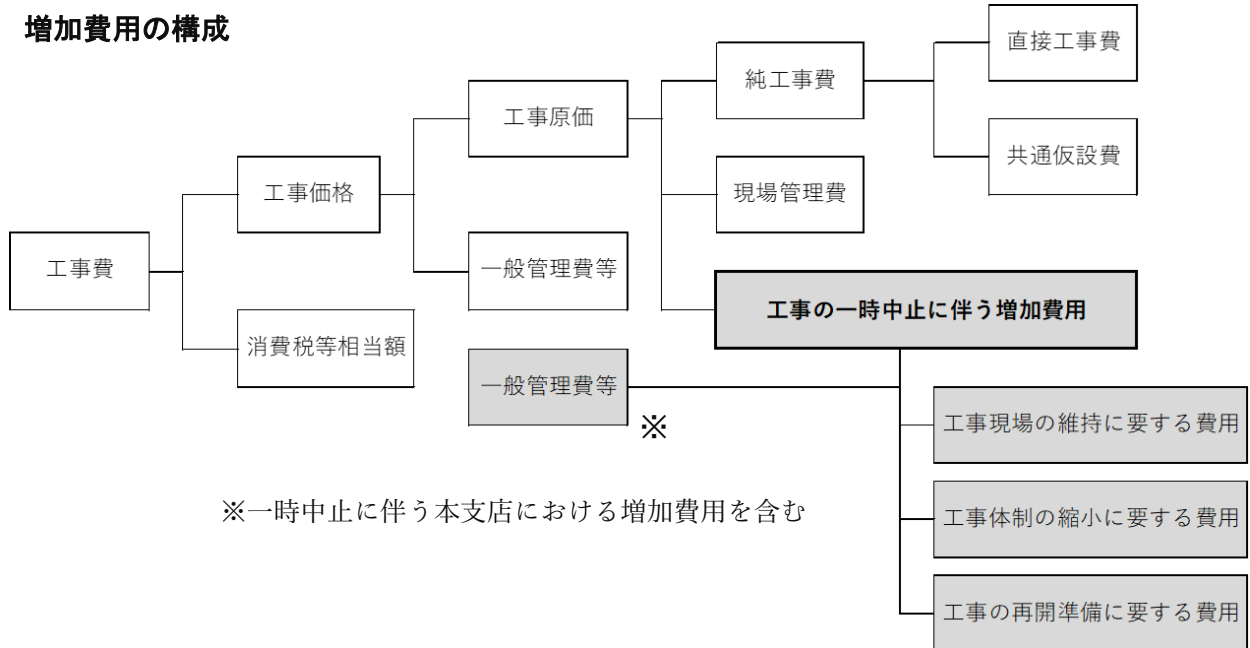 増加費用の構成
直接工事費
純工事費
工事原価
共通仮設費
工事価格
現場管理費
工事費
一般管理費等
工事の一時中止に伴う増加費用
消費税等相当額
一般管理費等
※
工事現場の維持に要する費用
※一時中止に伴う本支店における増加費用を含む
工事体制の縮小に要する費用
工事の再開準備に要する費用